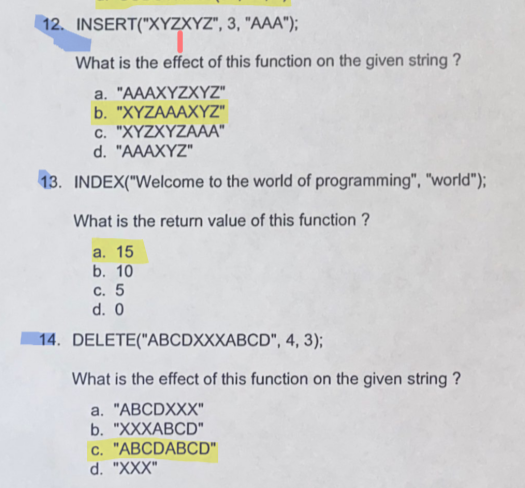 12. INSERT("XYZXYZ", 3, "AAA");
What is the effect of this function on the given string ?
a. "AAAXYZXYZ"
b. "XYZAAAXYZ"
c. "XYZXYZAAA"
d. "AAAXYZ"
13. INDEX("Welcome to the world of programming", "world");
What is the return value of this function ?
a. 15
b. 10
c. 5
d. 0
14. DELETE("ABCDXXXABCD", 4, 3);
What is the effect of this function on the given string ?
a. "ABCDXXX"
b. "XXXABCD"
c. "ABCDABCD"
d. "XXX"